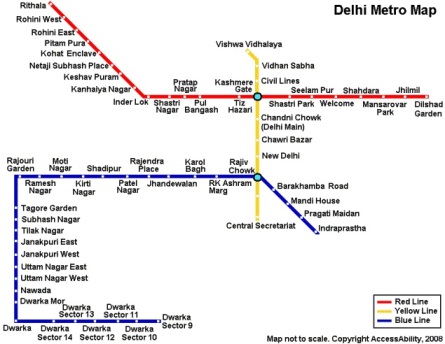 Delhi Metro Map
Rithala
Rohini West
Rohini East
Pitam Pura
Kohat Enclave
Netaji Subhash Place
Keshav Puram
Kanhaiya Nagar
Inder Lok
Shastri
Nagar
Pratap
Nagar
Pul
Bangash
Tiz
Hazari
Kashmere
Gate
Shastri Park
Seelam Pur
Welcome
Shahdara
Mansarovar
Park
Jhilmil
Dilshad
Garden
Vishwa Vidhalaya
Vidhan Sabha
Civil Lines
Chandni Chowk
(Delhi Main)
Chawri Bazar
New Delhi
Rajiv
Chowk
Central Secretariat
Barakhamba Road
Mandi House
Pragati Maidan
Indraprastha
RK Ashram
Marg
Karol
Bagh
Jhandewalan
Rajendra
Place
Patel
Nagar
Shadipur
Kirti
Nagar
Moti
Nagar
Ramesh
Nagar
Rajouri
Garden
Tagore Garden
Subhash Nagar
Tilak Nagar
Janakpuri East
Janakpuri West
Uttam Nagar East
Uttam Nagar West
Nawada
Dwarka Mor
Dwarka
Dwarka
Sector 14
Dwarka
Sector 13
Dwarka
Sector 12
Dwarka
Sector 11
Dwarka
Sector 10
Dwarka
Sector 9
Red Line
Yellow Line
Blue Line
Map not to scale. Copyright AccessAbility, 2008